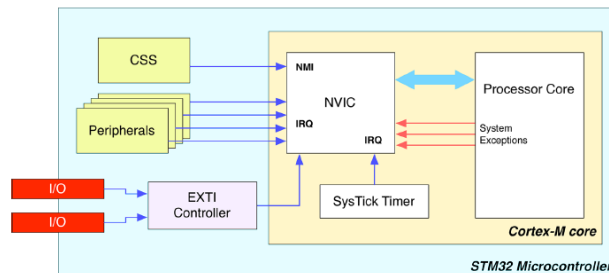 CSS
NMI
NVIC
Processor Core
Peripherals
IRQ
IRQ
System
Exceptions
I/O
I/O
EXTI
Controller
SysTick Timer
Cortex-M core
STM32 Microcontroller